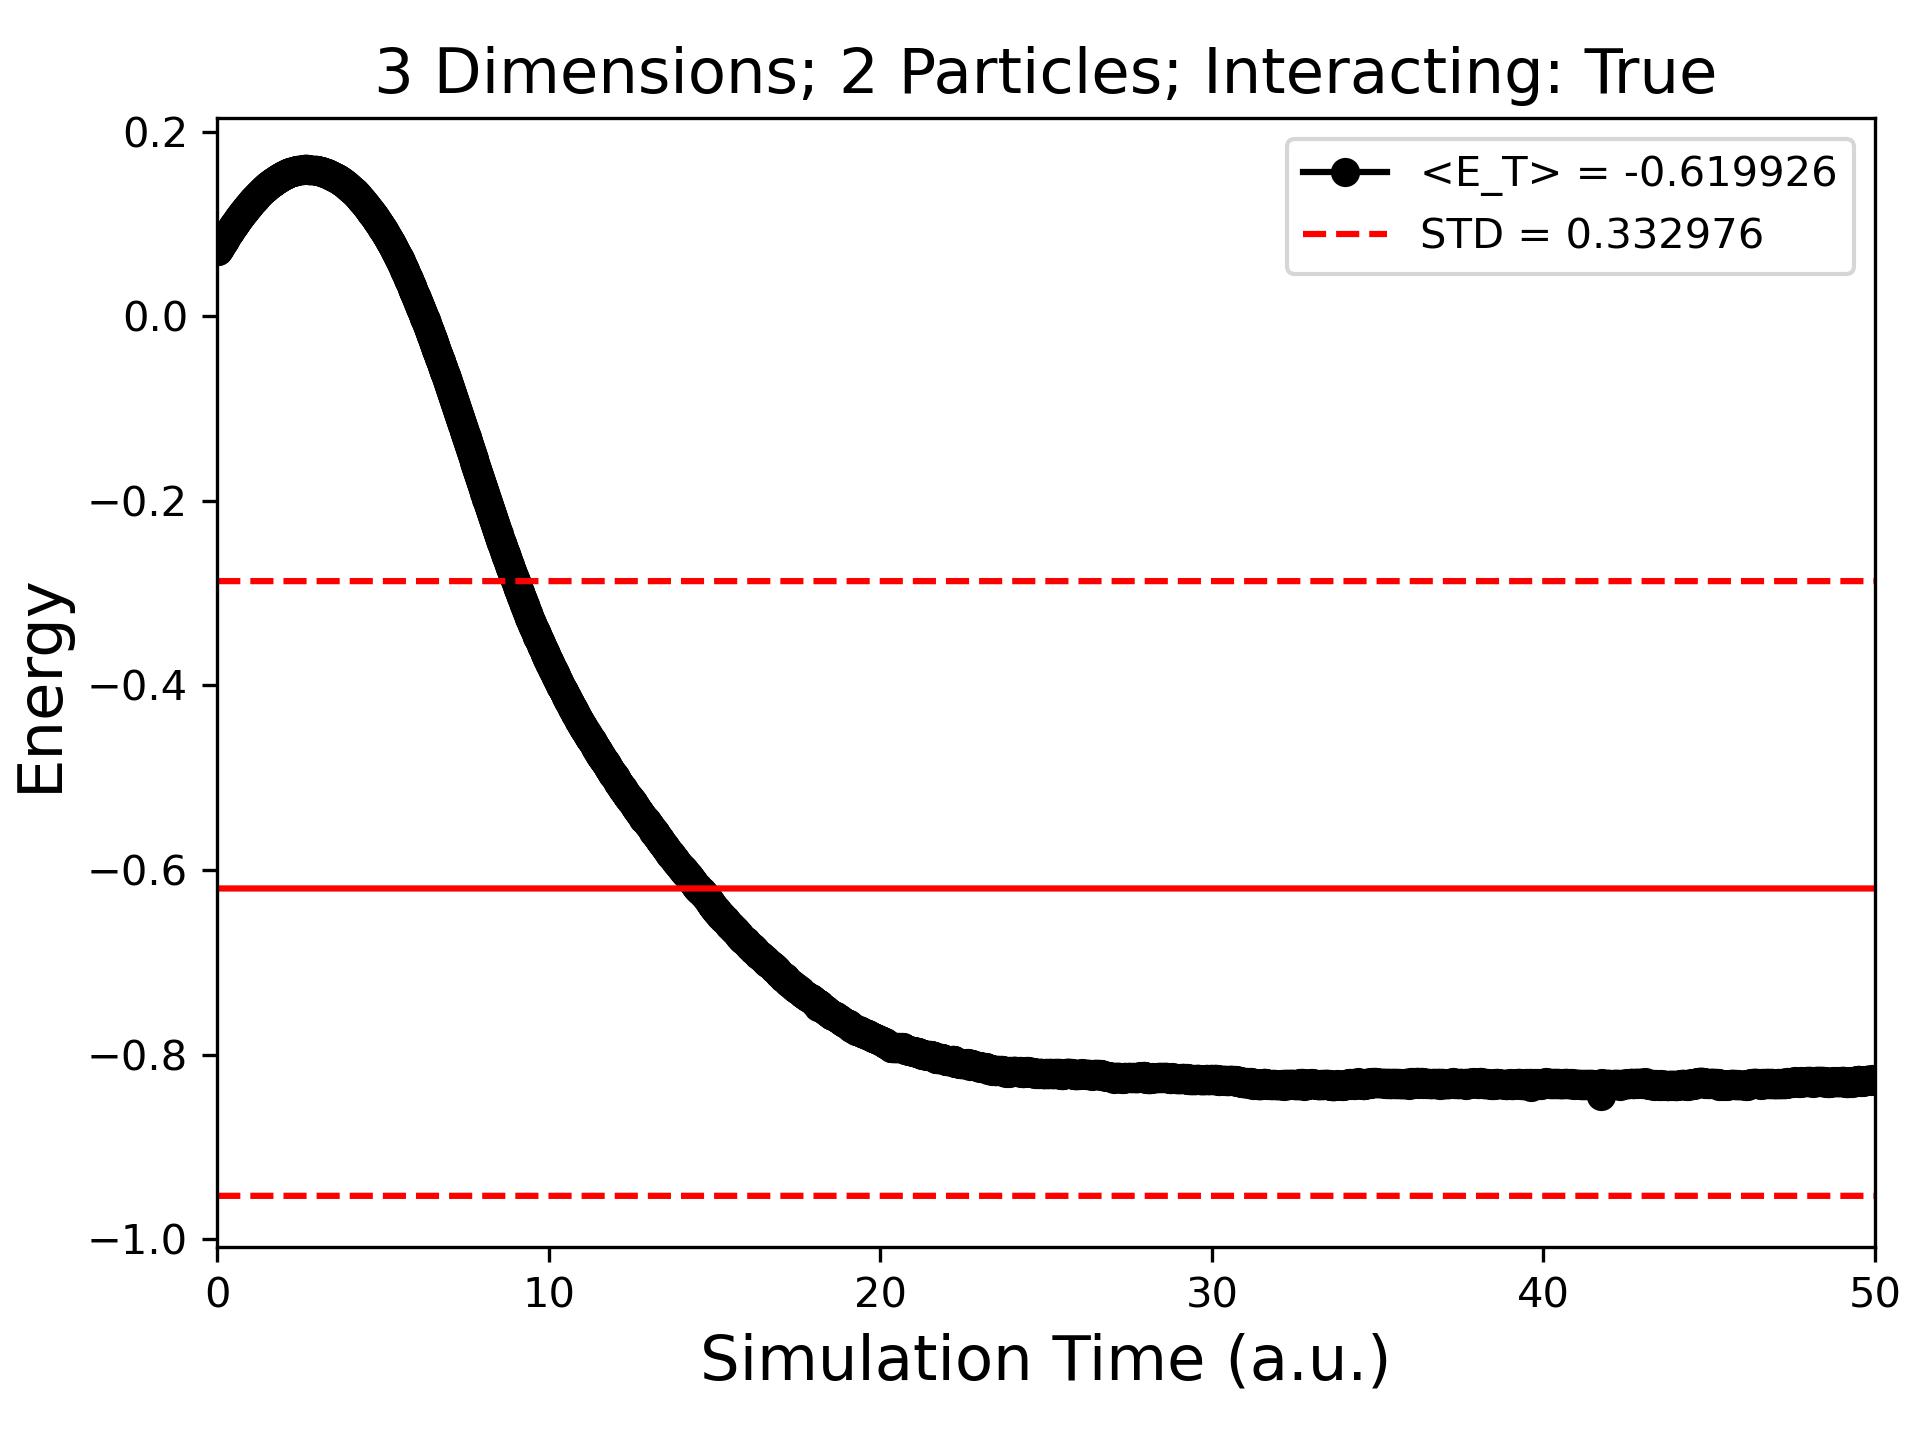 3 Dimensions; 2 Particles; Interacting: True
<E_T> = -0.619926
STD = 0.332976
Energy
0.2
0.0
−0.2
−0.4
−0.6
−0.8
−1.0
0 10 20 30 40 50
Simulation Time (a.u.)